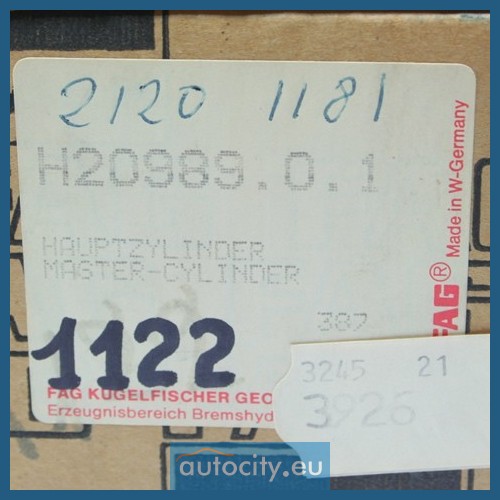 2120 1181
H20989.0.1
HAUPTZYLINDER
MAGTER-CYLINDER
387
1122
FAG KUGELFISCHER GEO
Erzeugnisbereich Bremshyd
FAG® Made in W-Germany
3245 21
3926
autocity.eu